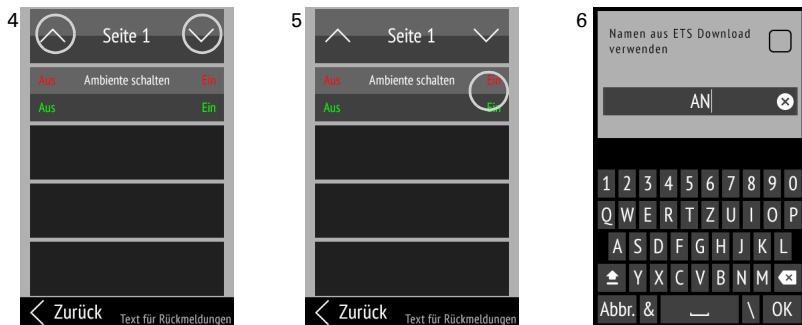 4
Seite 1
Aus Ambiente schalten Ein
Aus Ein
Zurück Text für Rückmeldungen
5
Seite 1
Aus Ambiente schalten Ein
Aus Ein
Zurück Text für Rückmeldungen
6
Namen aus ETS Download
verwenden
AN
1 2 3 4 5 6 7 8 9 0
Q W E R T Z U I O P
A S D F G H J K L
Y X C V B N M
Abbr. & \ OK